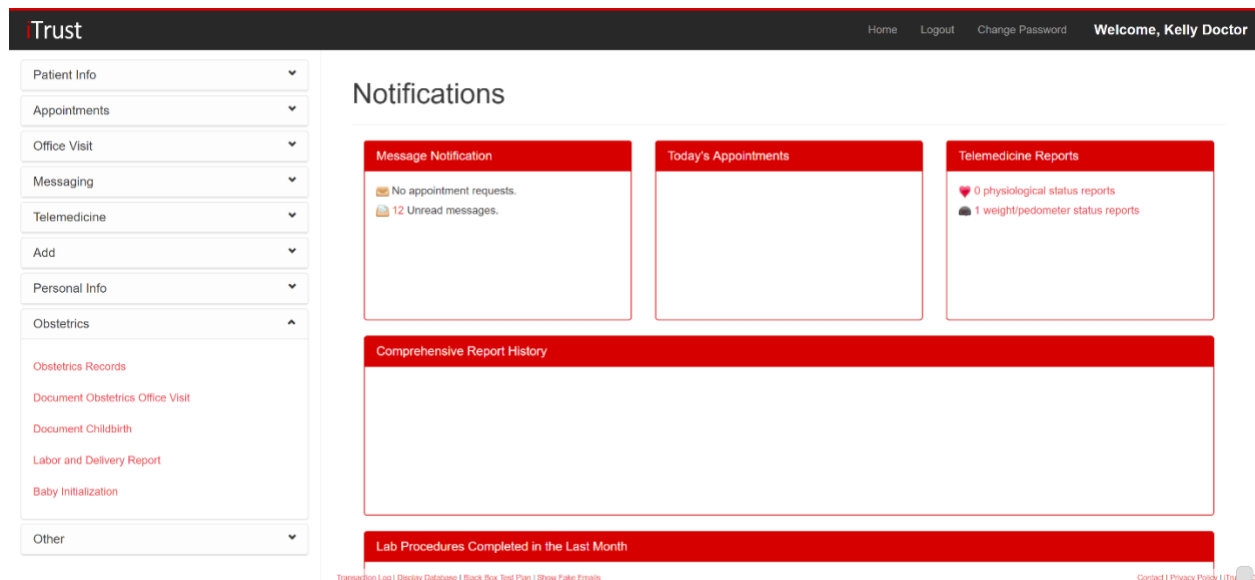 iTrust
Home Logout Change Password Welcome, Kelly Doctor
Patient Info
Appointments
Office Visit
Messaging
Telemedicine
Add
Personal Info
Obstetrics
Obstetrics Records
Document Obstetrics Office Visit
Document Childbirth
Labor and Delivery Report
Baby Initialization
Other
Notifications
Message Notification
No appointment requests.
12 Unread messages.
Today's Appointments
Telemedicine Reports
0 physiological status reports
1 weight/pedometer status reports
Comprehensive Report History
Lab Procedures Completed in the Last Month
Transaction Log | Display Database | Black Box Test Plan | Show Fake Emails
Contact | Privacy Policy |